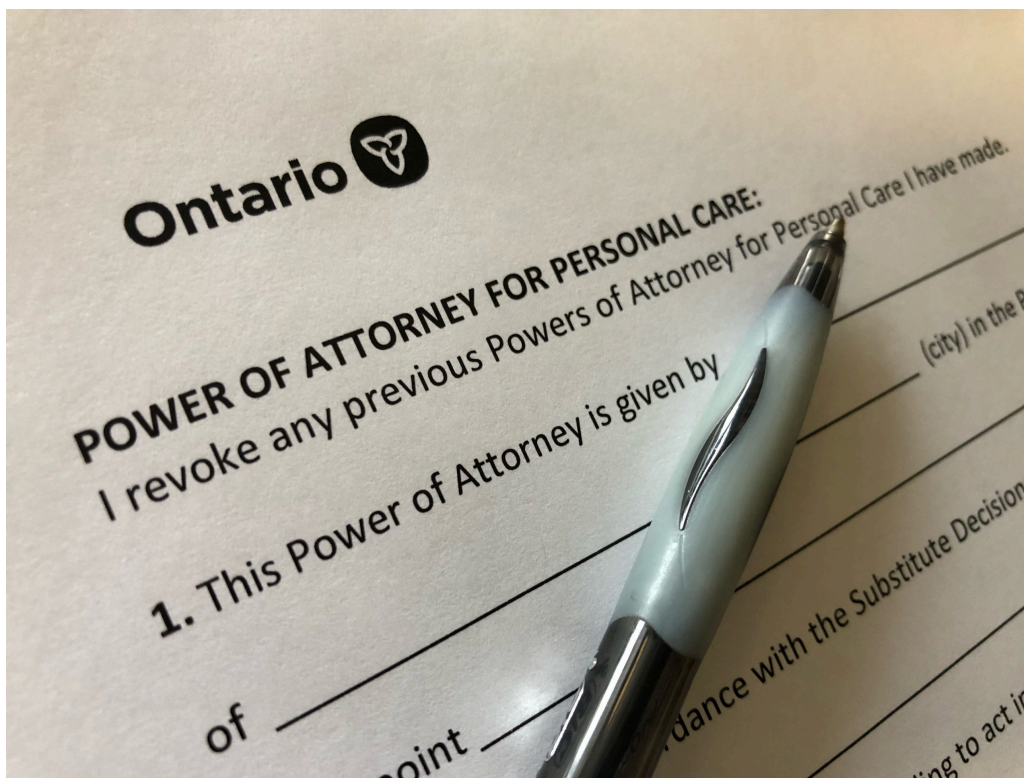 Ontario
POWER OF ATTORNEY FOR PERSONAL CARE:
I revoke any previous Powers of Attorney for Personal Care I have made.
1. This Power of Attorney is given by
of (city) in the
point
dance with the Substitute Decision
ing to act